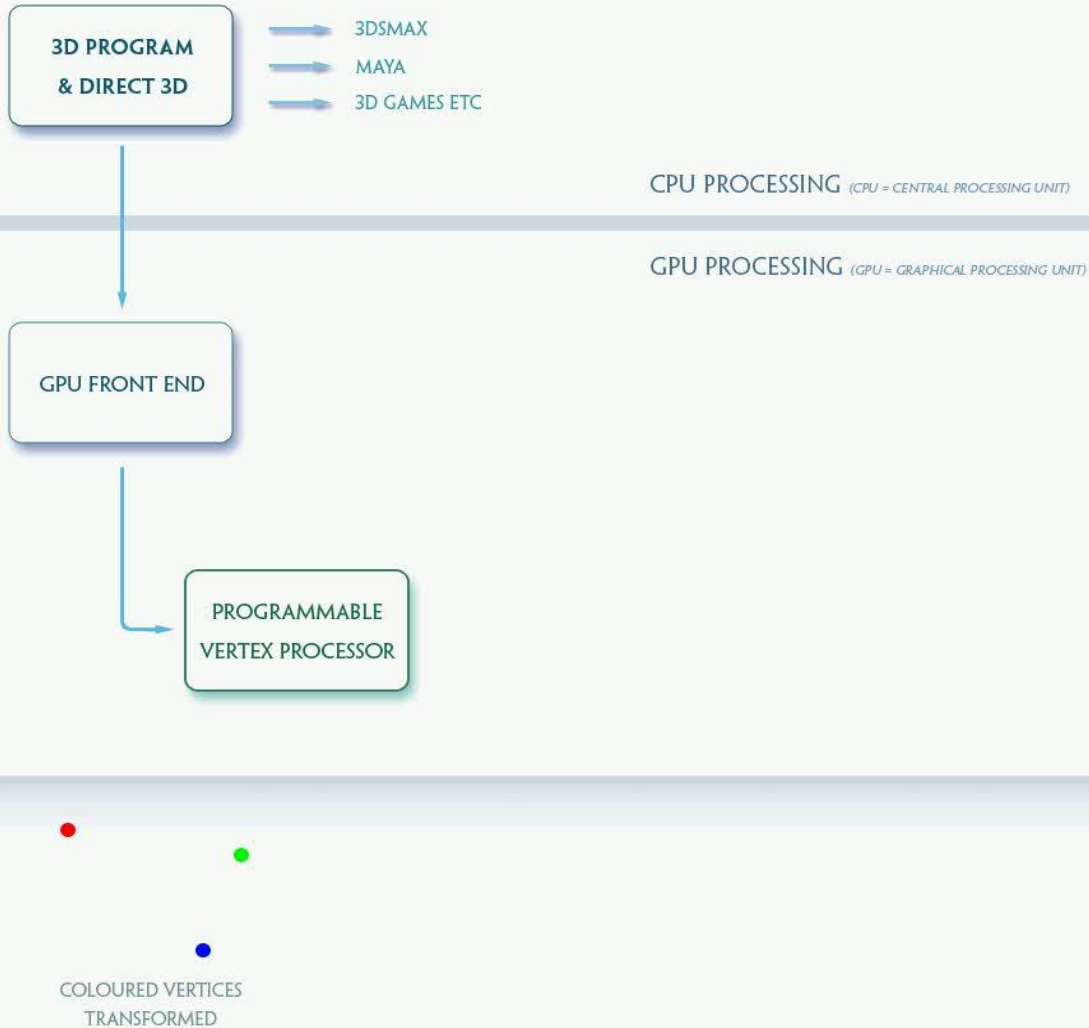 3D PROGRAM
& DIRECT 3D
3DSMAX
MAYA
3D GAMES ETC
CPU PROCESSING (CPU = CENTRAL PROCESSING UNIT)
GPU PROCESSING (GPU = GRAPHICAL PROCESSING UNIT)
GPU FRONT END
PROGRAMMABLE
VERTEX PROCESSOR
COLOURED VERTICES
TRANSFORMED